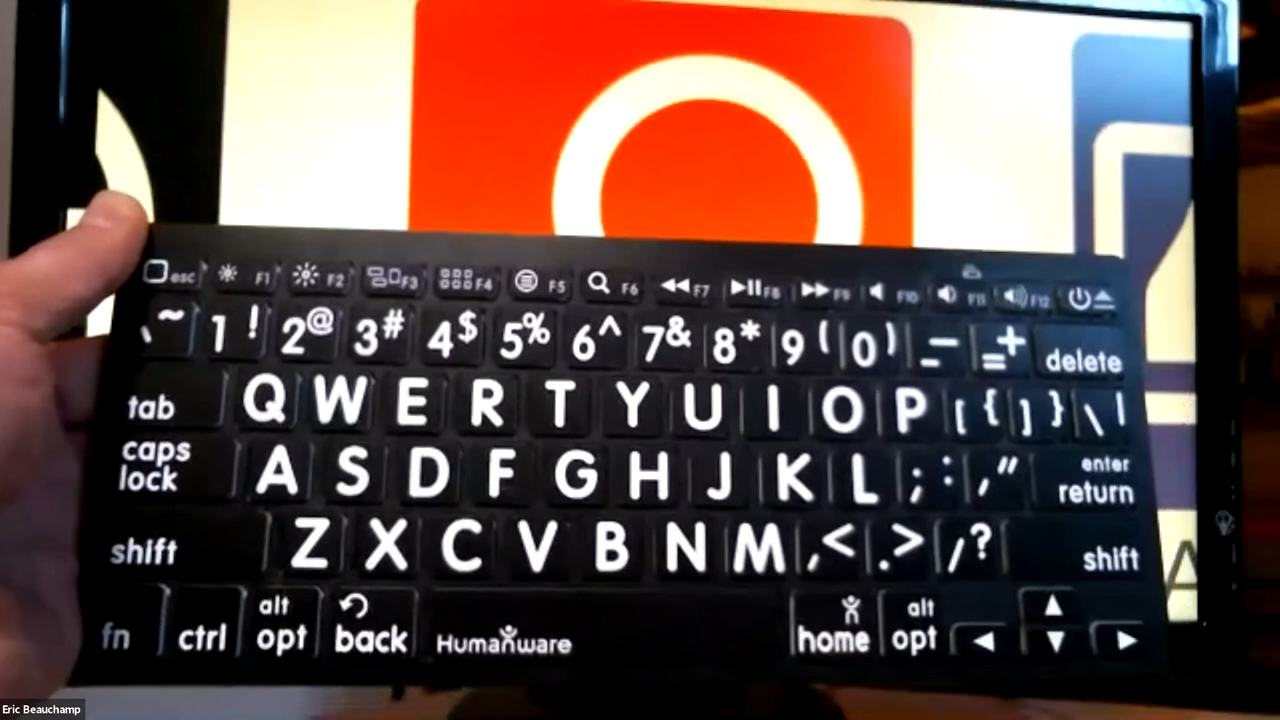 esc F1 F2 F3 F4 F5 F6 F7 F8 F9 F10 F11 F12
` ~ 1 ! 2 @ 3 # 4 $ 5 % 6 ^ 7 & 8 * 9 ( 0 ) - _ = + delete
tab Q W E R T Y U I O P [ { ] } \ |
caps lock A S D F G H J K L ; : ' " enter return
shift Z X C V B N M , < . > / ? shift
fn ctrl alt opt back HumanWare home alt opt
Eric Beauchamp